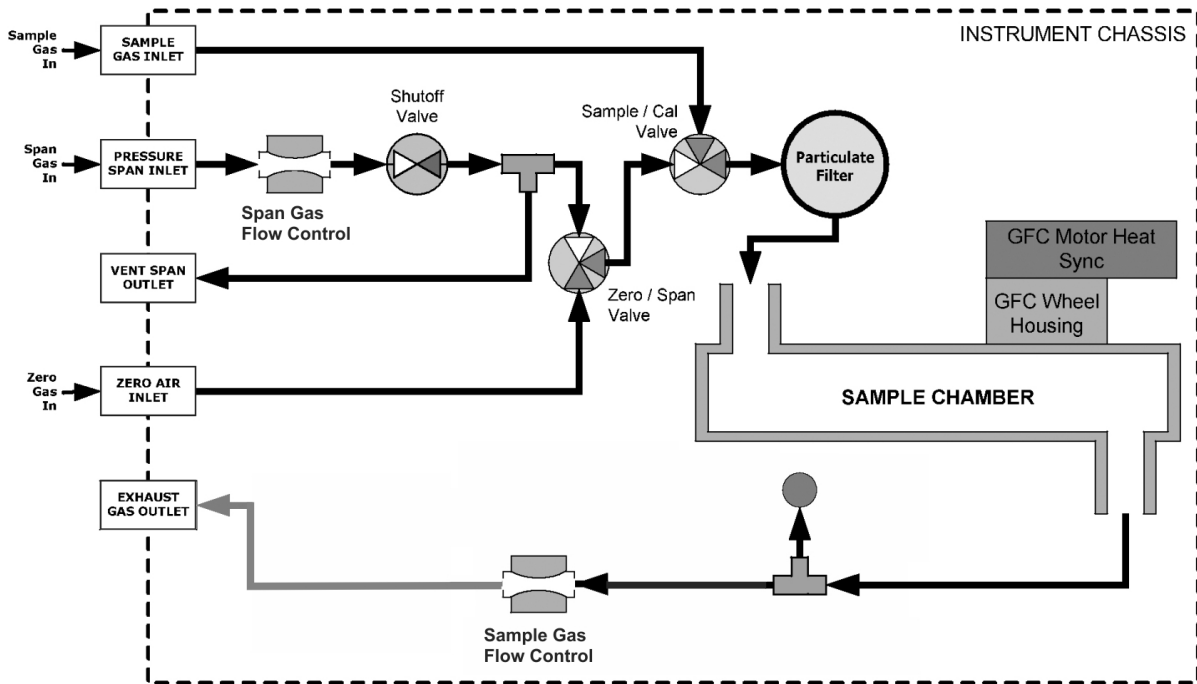 INSTRUMENT CHASSIS
Sample
Gas
In
SAMPLE
GAS INLET
Shutoff
Valve
Sample / Cal
Valve
Span
Gas
In
PRESSURE
SPAN INLET
Particulate
Filter
Span Gas
Flow Control
GFC Motor Heat
Sync
VENT SPAN
OUTLET
Zero / Span
Valve
GFC Wheel
Housing
Zero
Gas
In
ZERO AIR
INLET
SAMPLE CHAMBER
EXHAUST
GAS OUTLET
Sample Gas
Flow Control